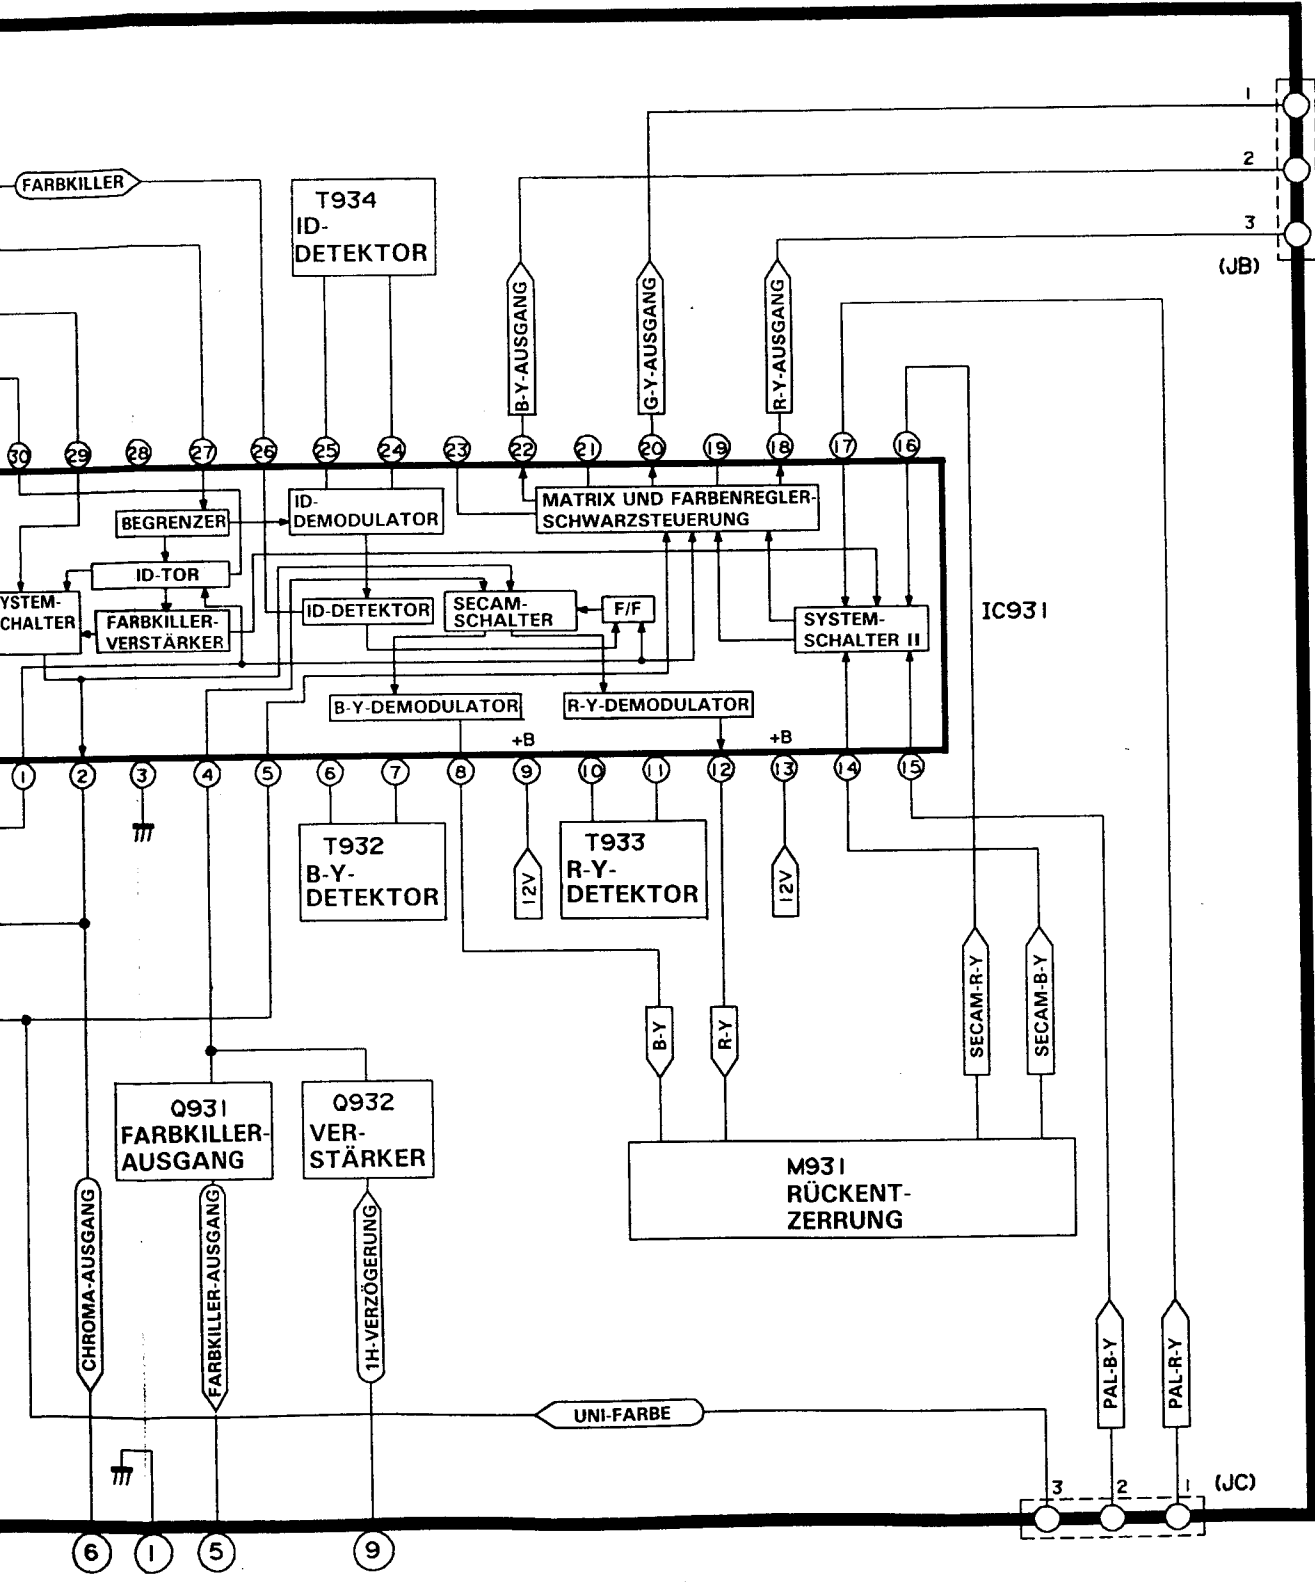 1
2
3
(JB)
FARBKILLER
T934
ID-
DETEKTOR
B-Y-AUSGANG
G-Y-AUSGANG
R-Y-AUSGANG
30
29
28
27
26
25
24
23
22
21
20
19
18
17
16
BEGRENZER
ID-
DEMODULATOR
MATRIX UND FARBENREGLER-
SCHWARZSTEUERUNG
ID-TOR
YSTEM-
CHALTER
FARBKILLER-
VERSTÄRKER
ID-DETEKTOR
SECAM-
SCHALTER
F/F
SYSTEM-
SCHALTER II
IC931
B-Y-DEMODULATOR
R-Y-DEMODULATOR
+B
+B
1
2
3
4
5
6
7
8
9
10
11
12
13
14
15
T932
B-Y-
DETEKTOR
12V
T933
R-Y-
DETEKTOR
12V
B-Y
R-Y
SECAM-R-Y
SECAM-B-Y
Q931
FARBKILLER-
AUSGANG
Q932
VER-
STÄRKER
M931
RÜCKENT-
ZERRUNG
CHROMA-AUSGANG
FARBKILLER-AUSGANG
1H-VERZÖGERUNG
PAL-B-Y
PAL-R-Y
UNI-FARBE
3
2
1
(JC)
6
1
5
9